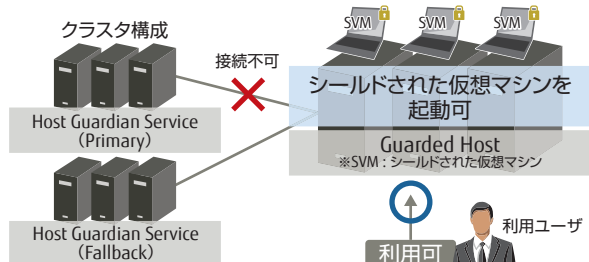 クラスタ構成
接続不可
SVM
SVM
SVM
シールドされた仮想マシンを
起動可
Host Guardian Service
（Primary）
Guarded Host
※SVM：シールドされた仮想マシン
Host Guardian Service
（Fallback）
利用可
利用ユーザ